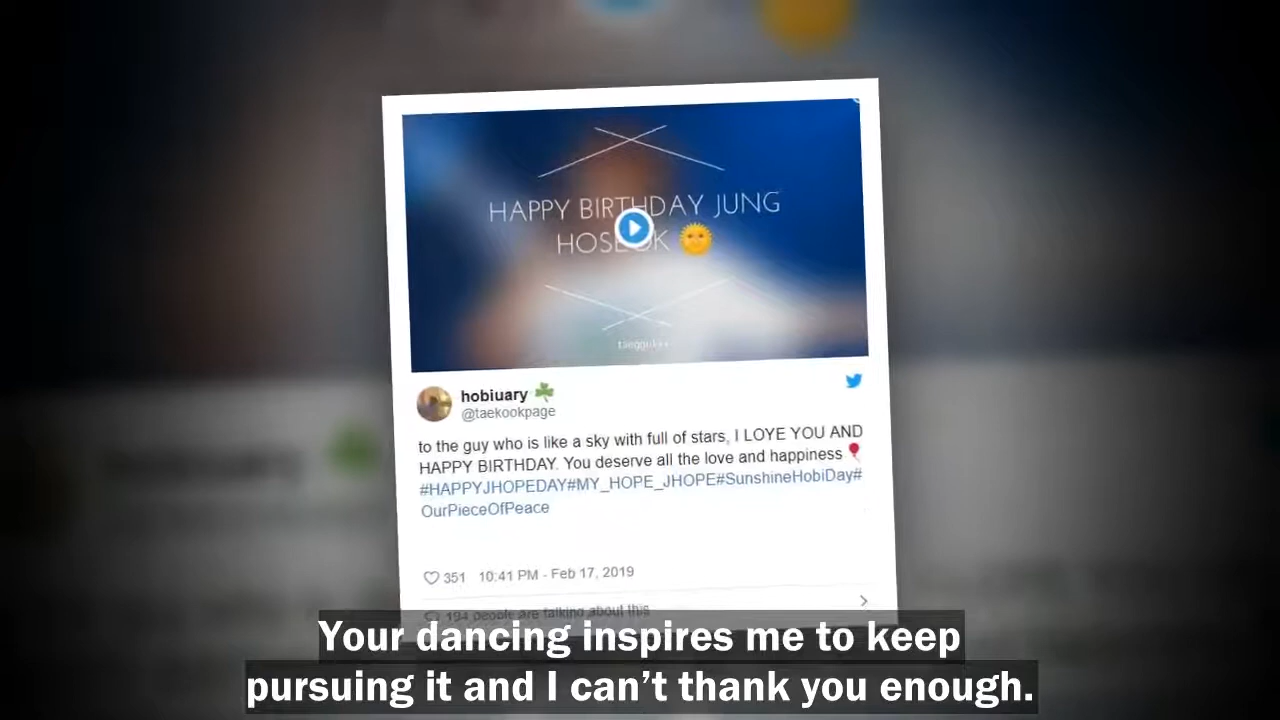 HAPPY BIRTHDAY JUNG
HOSEOK
hobiuary
@taekookpage
to the guy who is like a sky with full of stars, I LOYE YOU AND
HAPPY BIRTHDAY. You deserve all the love and happiness
#HAPPYJHOPEDAY#MY_HOPE_JHOPE#SunshineHobiDay#
OurPieceOfPeace
351 10:41 PM - Feb 17, 2019
194 people are talking about this
Your dancing inspires me to keep
pursuing it and I can't thank you enough.